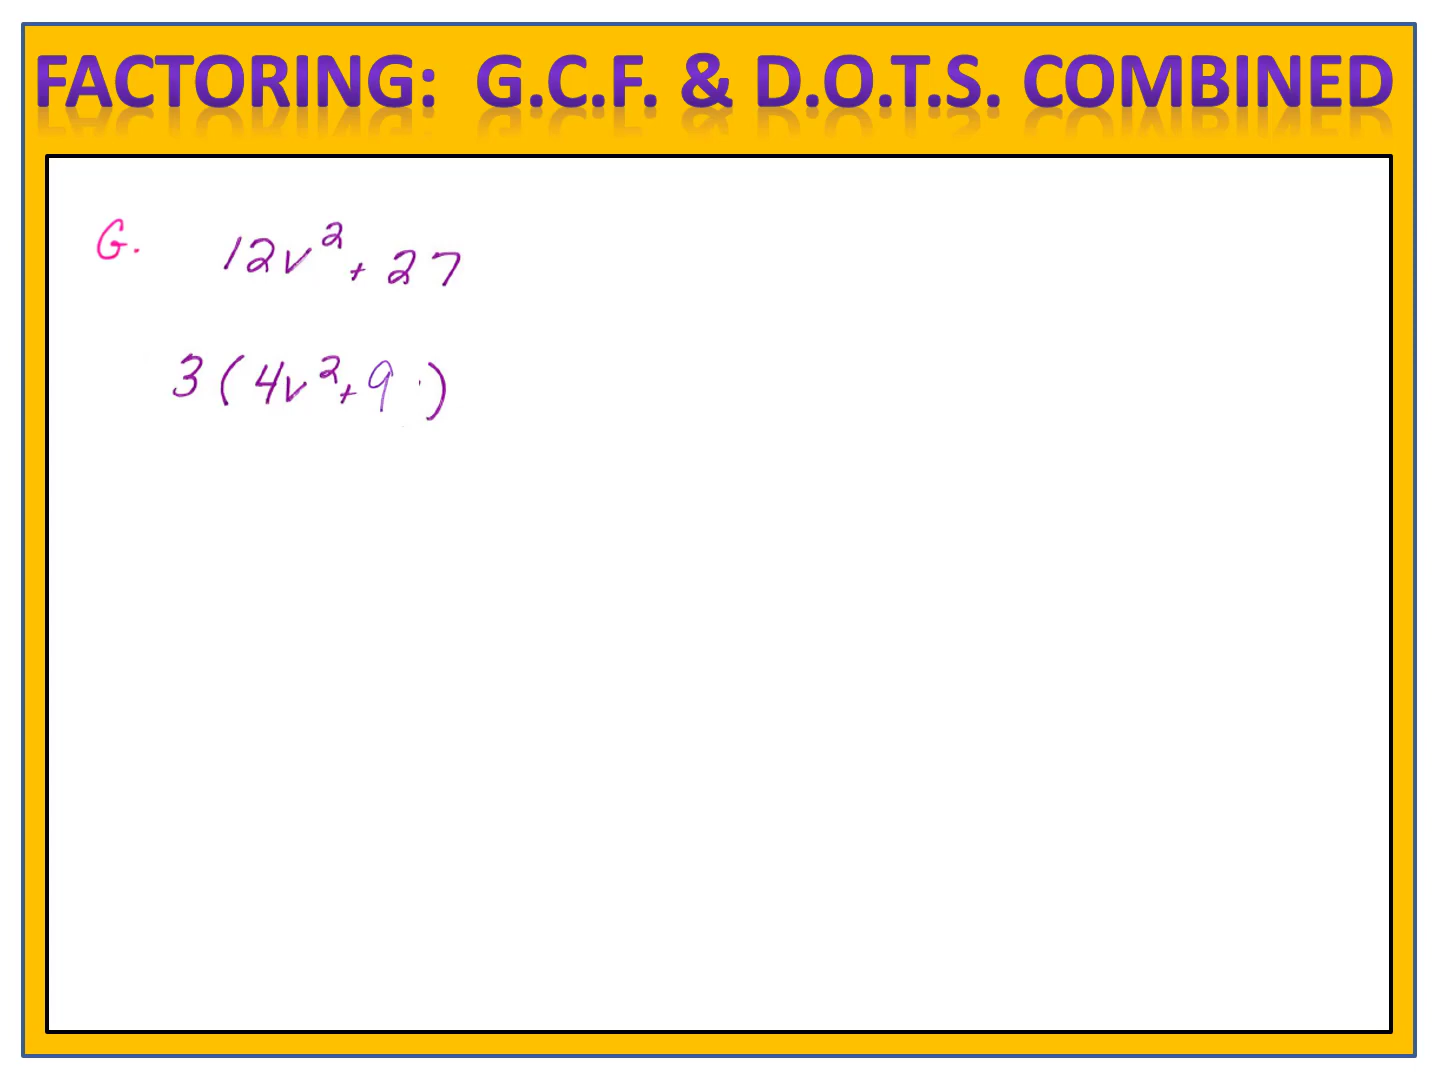 FACTORING: G.C.F. & D.O.T.S. COMBINED
G. 12v² + 27
3(4v² + 9)